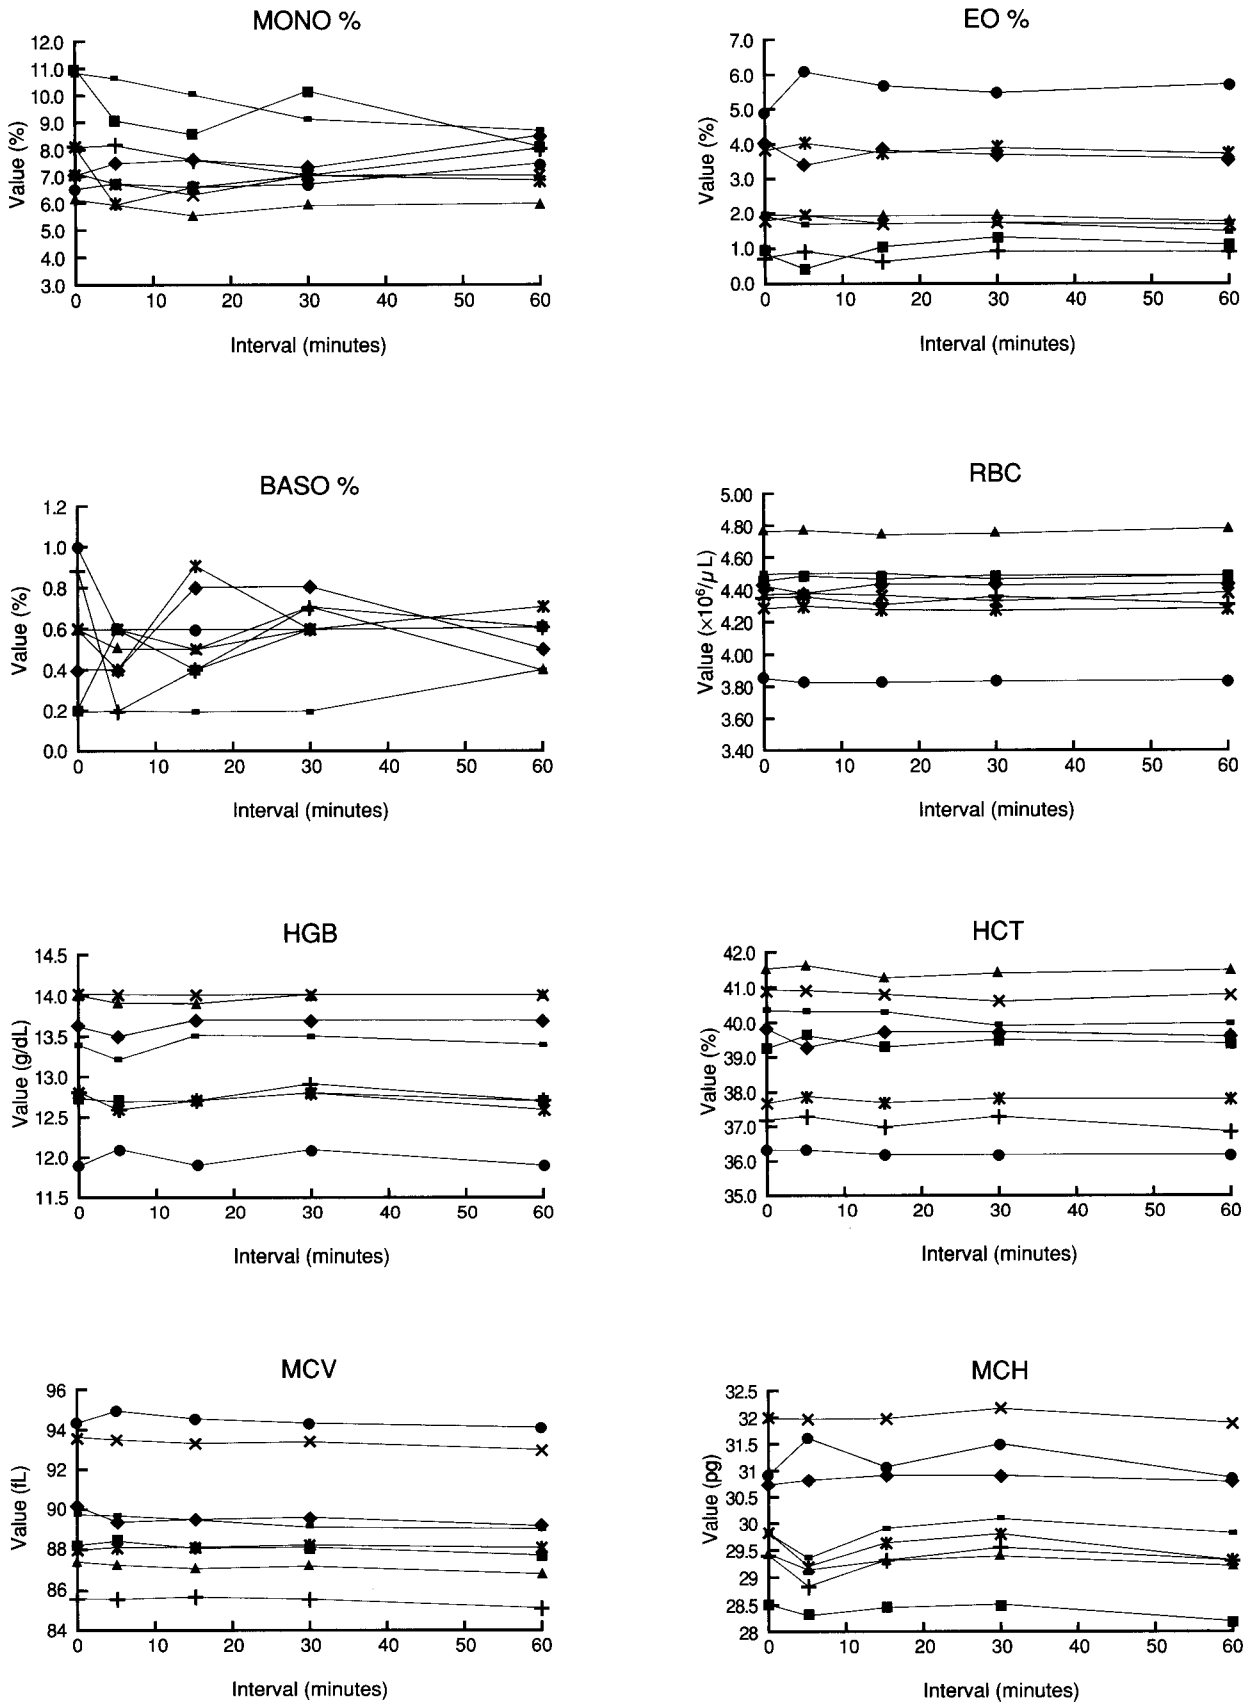 MONO %
12.0
11.0
10.0
9.0
8.0
7.0
6.0
5.0
4.0
3.0
Value (%)
0 10 20 30 40 50 60
Interval (minutes)
EO %
7.0
6.0
5.0
4.0
3.0
2.0
1.0
0.0
Value (%)
0 10 20 30 40 50 60
Interval (minutes)
BASO %
1.2
1.0
0.8
0.6
0.4
0.2
0.0
Value (%)
0 10 20 30 40 50 60
Interval (minutes)
RBC
5.00
4.80
4.60
4.40
4.20
4.00
3.80
3.60
3.40
Value (×10⁶/μL)
0 10 20 30 40 50 60
Interval (minutes)
HGB
14.5
14.0
13.5
13.0
12.5
12.0
11.5
Value (g/dL)
0 10 20 30 40 50 60
Interval (minutes)
HCT
42.0
41.0
40.0
39.0
38.0
37.0
36.0
35.0
Value (%)
0 10 20 30 40 50 60
Interval (minutes)
MCV
96
94
92
90
88
86
84
Value (fL)
0 10 20 30 40 50 60
Interval (minutes)
MCH
32.5
32
31.5
31
30.5
30
29.5
29
28.5
28
Value (pg)
0 10 20 30 40 50 60
Interval (minutes)